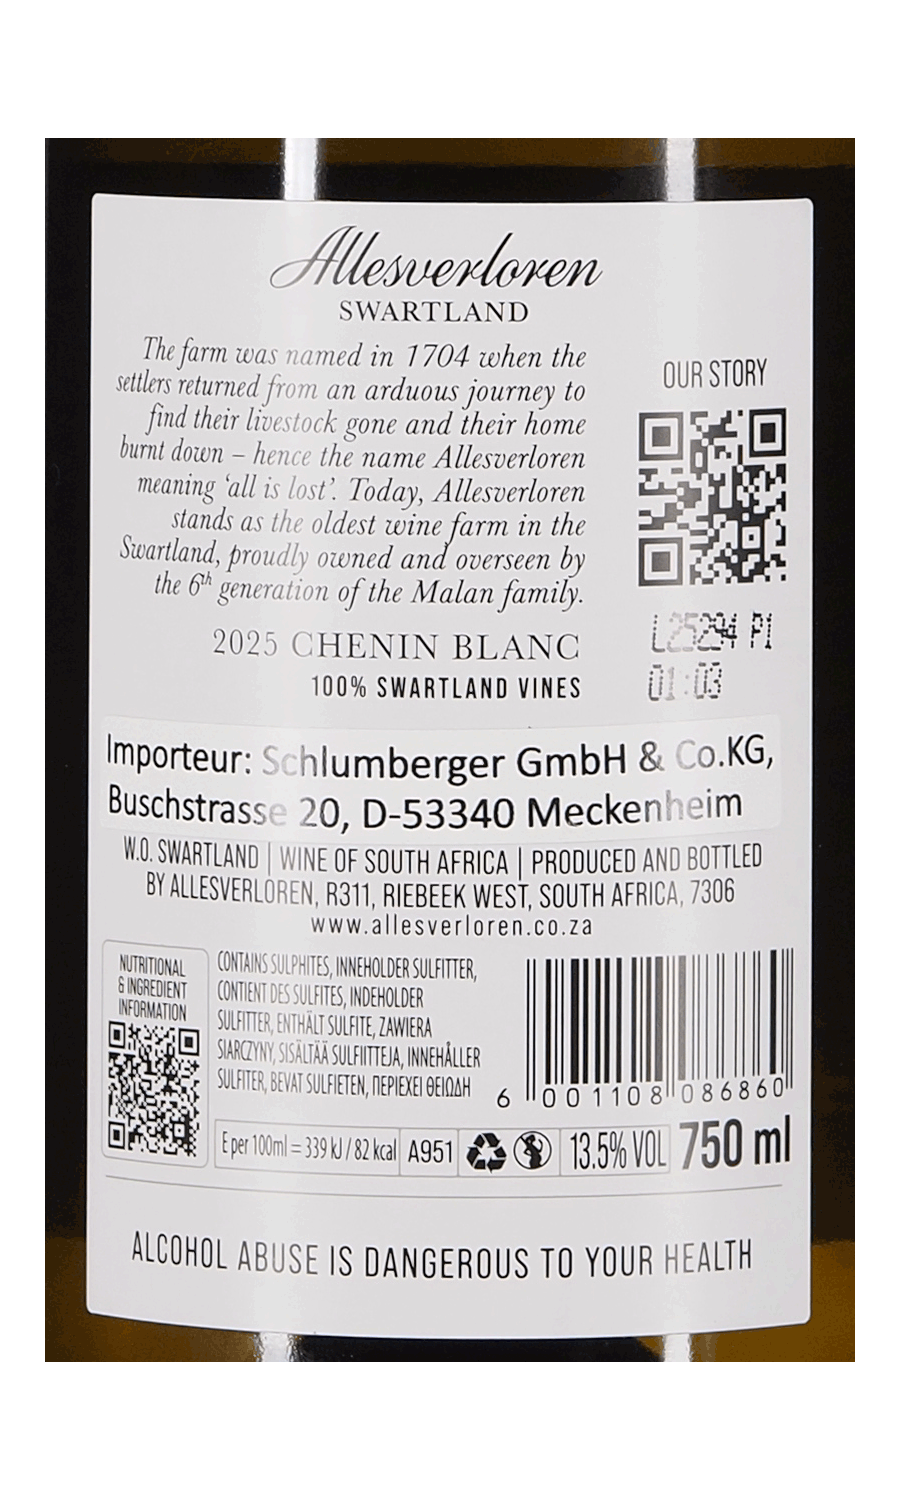 Allesverloren
SWARTLAND
The farm was named in 1704 when the
settlers returned from an arduous journey to
find their livestock gone and their home
burnt down – hence the name Allesverloren
meaning ‘all is lost’. Today, Allesverloren
stands as the oldest wine farm in the
Swartland, proudly owned and overseen by
the 6th generation of the Malan family.
2025 CHENIN BLANC
100% SWARTLAND VINES
OUR STORY
L25294 P1
01:03
Importeur: Schlumberger GmbH & Co.KG,
Buschstrasse 20, D-53340 Meckenheim
W.O. SWARTLAND | WINE OF SOUTH AFRICA | PRODUCED AND BOTTLED
BY ALLESVERLOREN, R311, RIEBEEK WEST, SOUTH AFRICA, 7306
www.allesverloren.co.za
NUTRITIONAL
& INGREDIENT
INFORMATION
CONTAINS SULPHITES, INNEHOLDER SULFITTER,
CONTIENT DES SULFITES, INDEHOLDER
SULFITTER, ENTHÄLT SULFITE, ZAWIERA
SIARCZYNY, SISÄLTÄÄ SULFIITTEJA, INNEHÅLLER
SULFITER, BEVAT SULFIETEN, ΠΕΡΙΕΧΕΙ ΘΕΙΩΔΗ
6 001108 086860
E per 100ml = 339 kJ / 82 kcal
A951
13.5% VOL
750 ml
ALCOHOL ABUSE IS DANGEROUS TO YOUR HEALTH